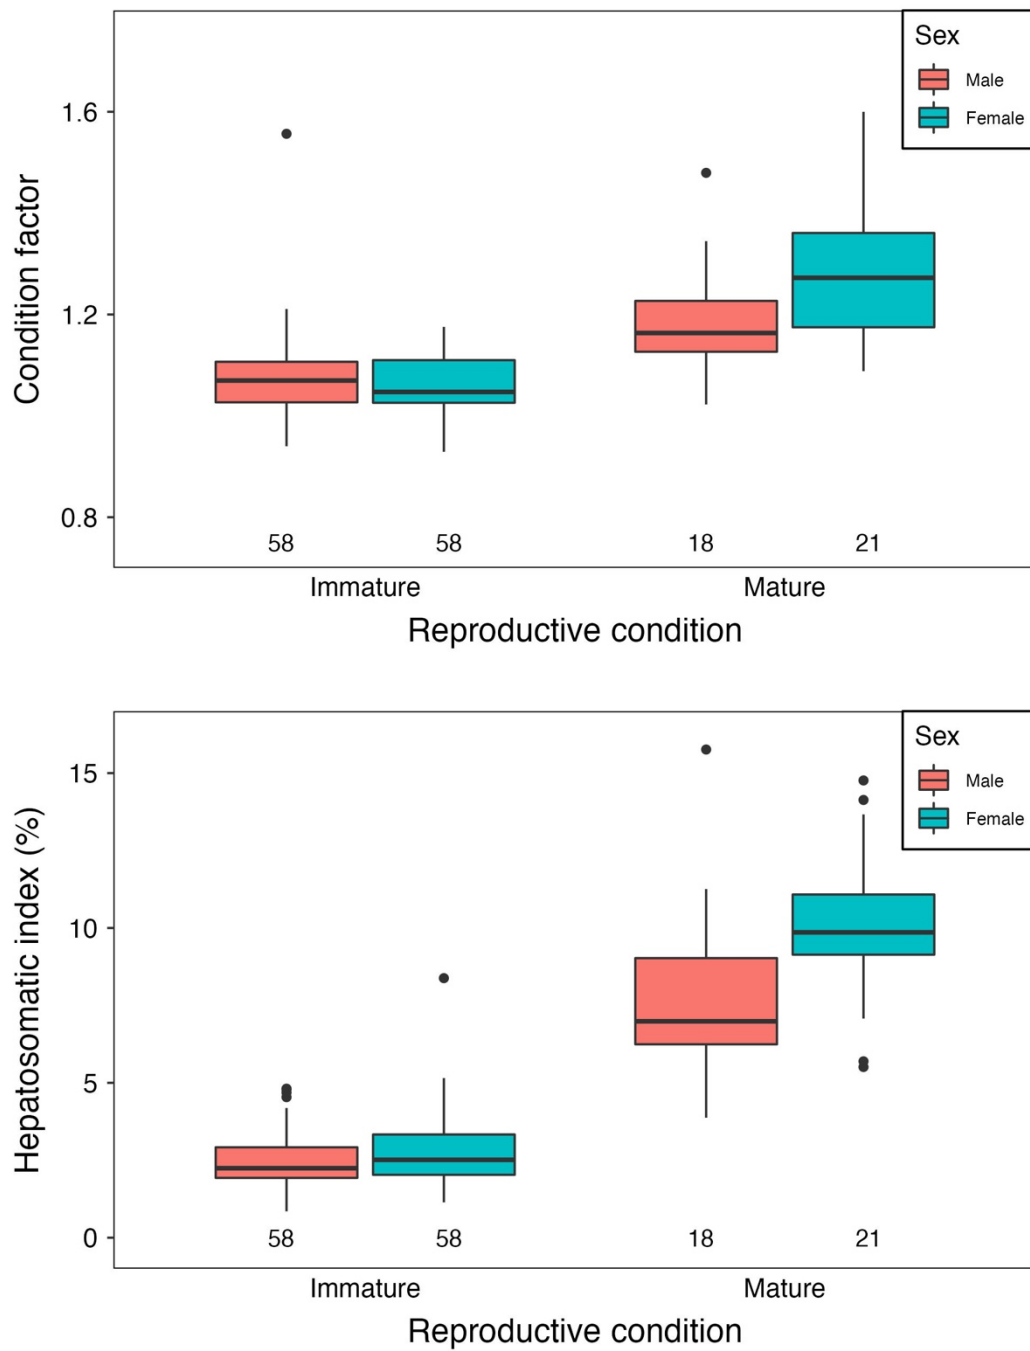 Sex
Male
Female
1.6
1.2
0.8
Condition factor
58 58 18 21
Immature Mature
Reproductive condition
Sex
Male
Female
15
10
5
0
Hepatosomatic index (%)
58 58 18 21
Immature Mature
Reproductive condition